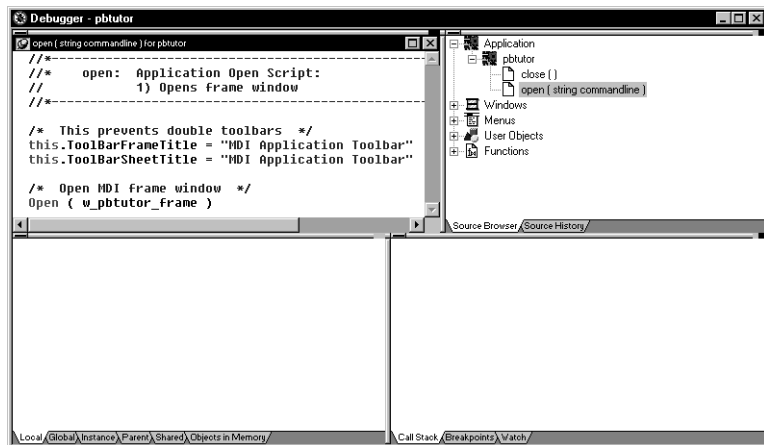 Debugger - pbtutor
open ( string commandline ) for pbtutor
//*--------------------------------------------------
//*    open:  Application Open Script:
//           1) Opens frame window
//*--------------------------------------------------
/*  This prevents double toolbars  */
this.ToolBarFrameTitle = "MDI Application Toolbar"
this.ToolBarSheetTitle = "MDI Application Toolbar"
/*  Open MDI frame window  */
Open ( w_pbtutor_frame )
Application
pbtutor
close ( )
open ( string commandline )
Windows
Menus
User Objects
Functions
Source Browser Source History
Local Global Instance Parent Shared Objects in Memory
Call Stack Breakpoints Watch